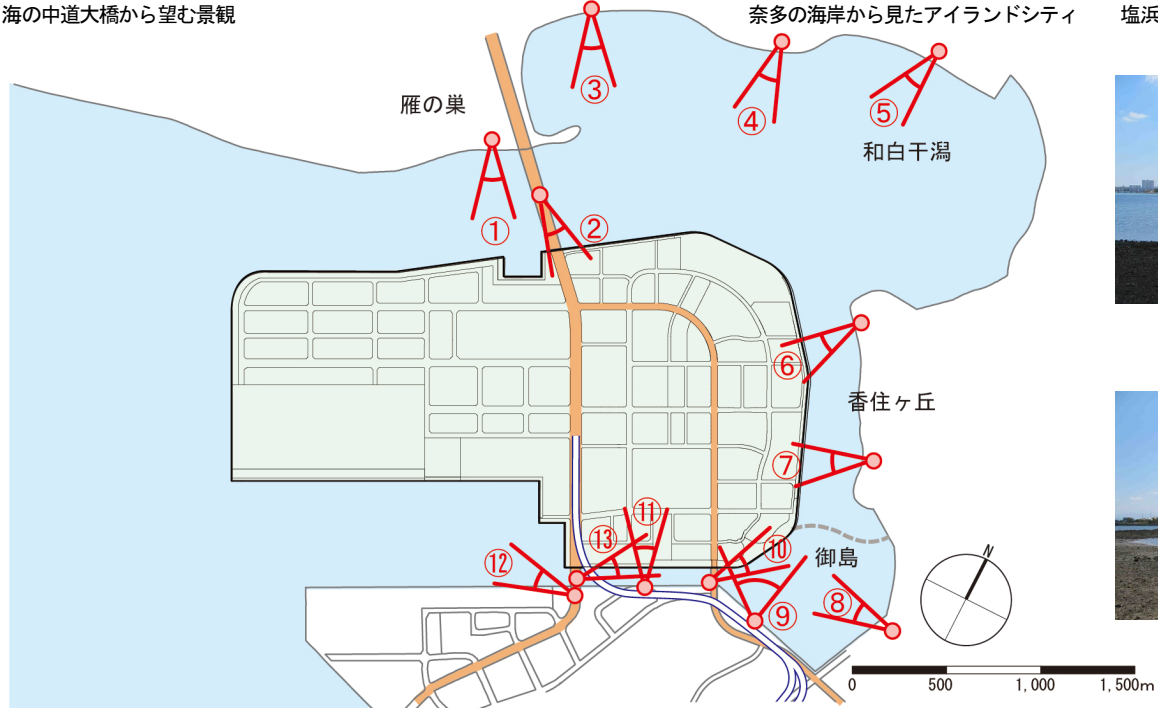 海の中道大橋から望む景観
奈多の海岸から見たアイランドシティ
塩浜
③
④
⑤
雁の巣
和白干潟
①
②
⑥
香住ヶ丘
⑦
⑪
⑬
⑩
⑫
御島
N
⑧
⑨
0 500 1,000 1,500m